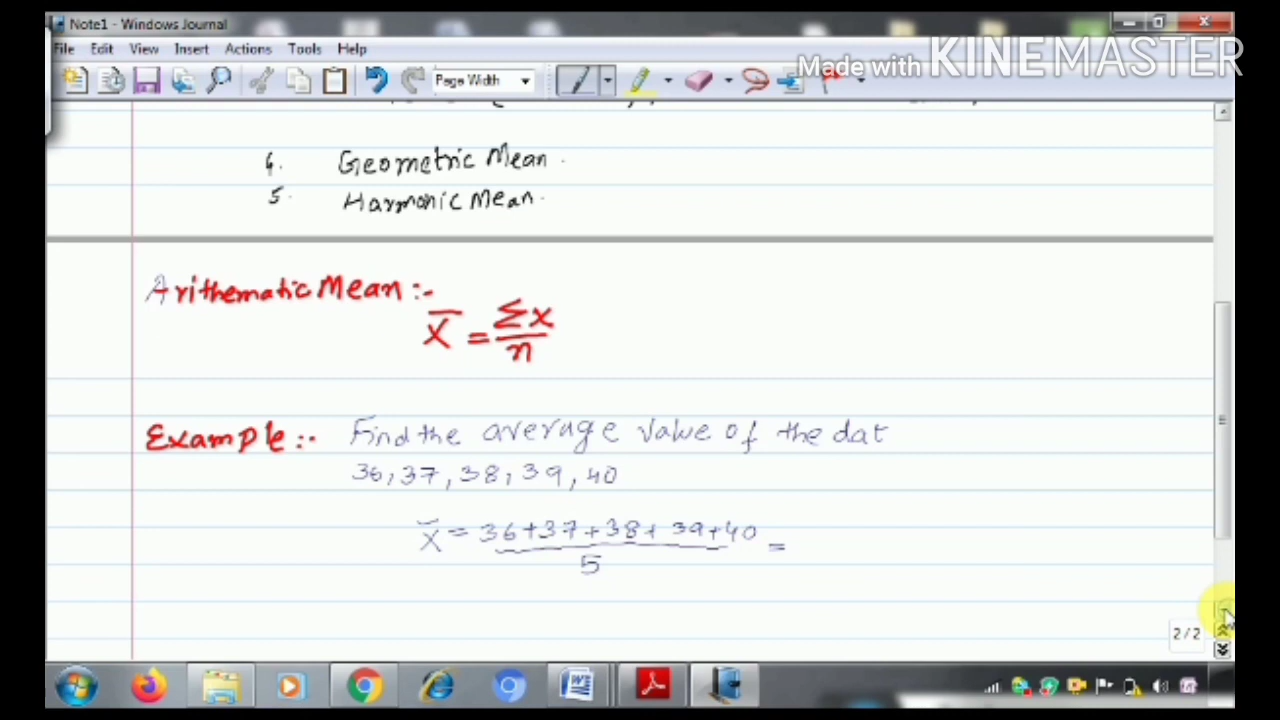 Note1 - Windows Journal
File Edit View Insert Actions Tools Help
Made with KINEMASTER
Page Width
4. Geometric Mean.
5. Harmonic Mean.
Arithematic Mean :-
X̄ = Σx/n
Example :- Find the average value of the dat
36, 37, 38, 39, 40
X̄ = 36+37+38+39+40 =
5
2/2